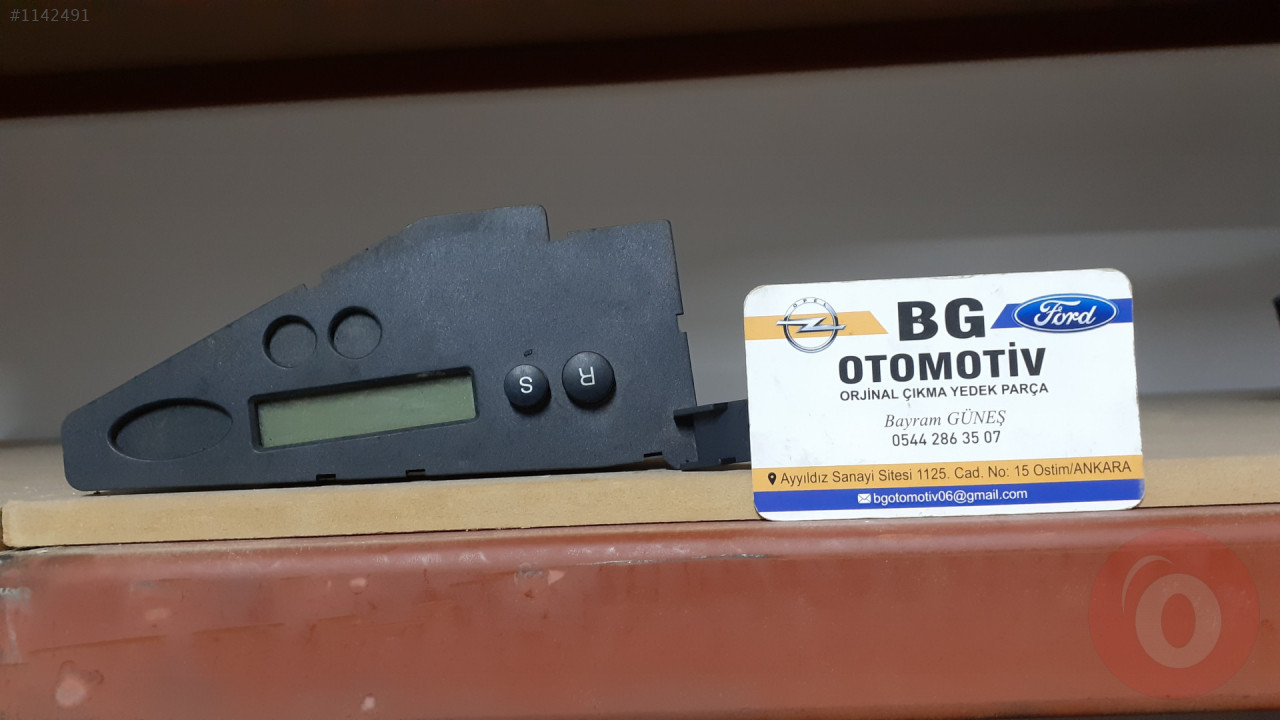 #1142491
S
R
OPEL
BG
Ford
OTOMOTİV
ORJİNAL ÇIKMA YEDEK PARÇA
Bayram GÜNEŞ
0544 286 35 07
Ayyıldız Sanayi Sitesi 1125. Cad. No: 15 Ostim/ANKARA
bgotomotiv06@gmail.com